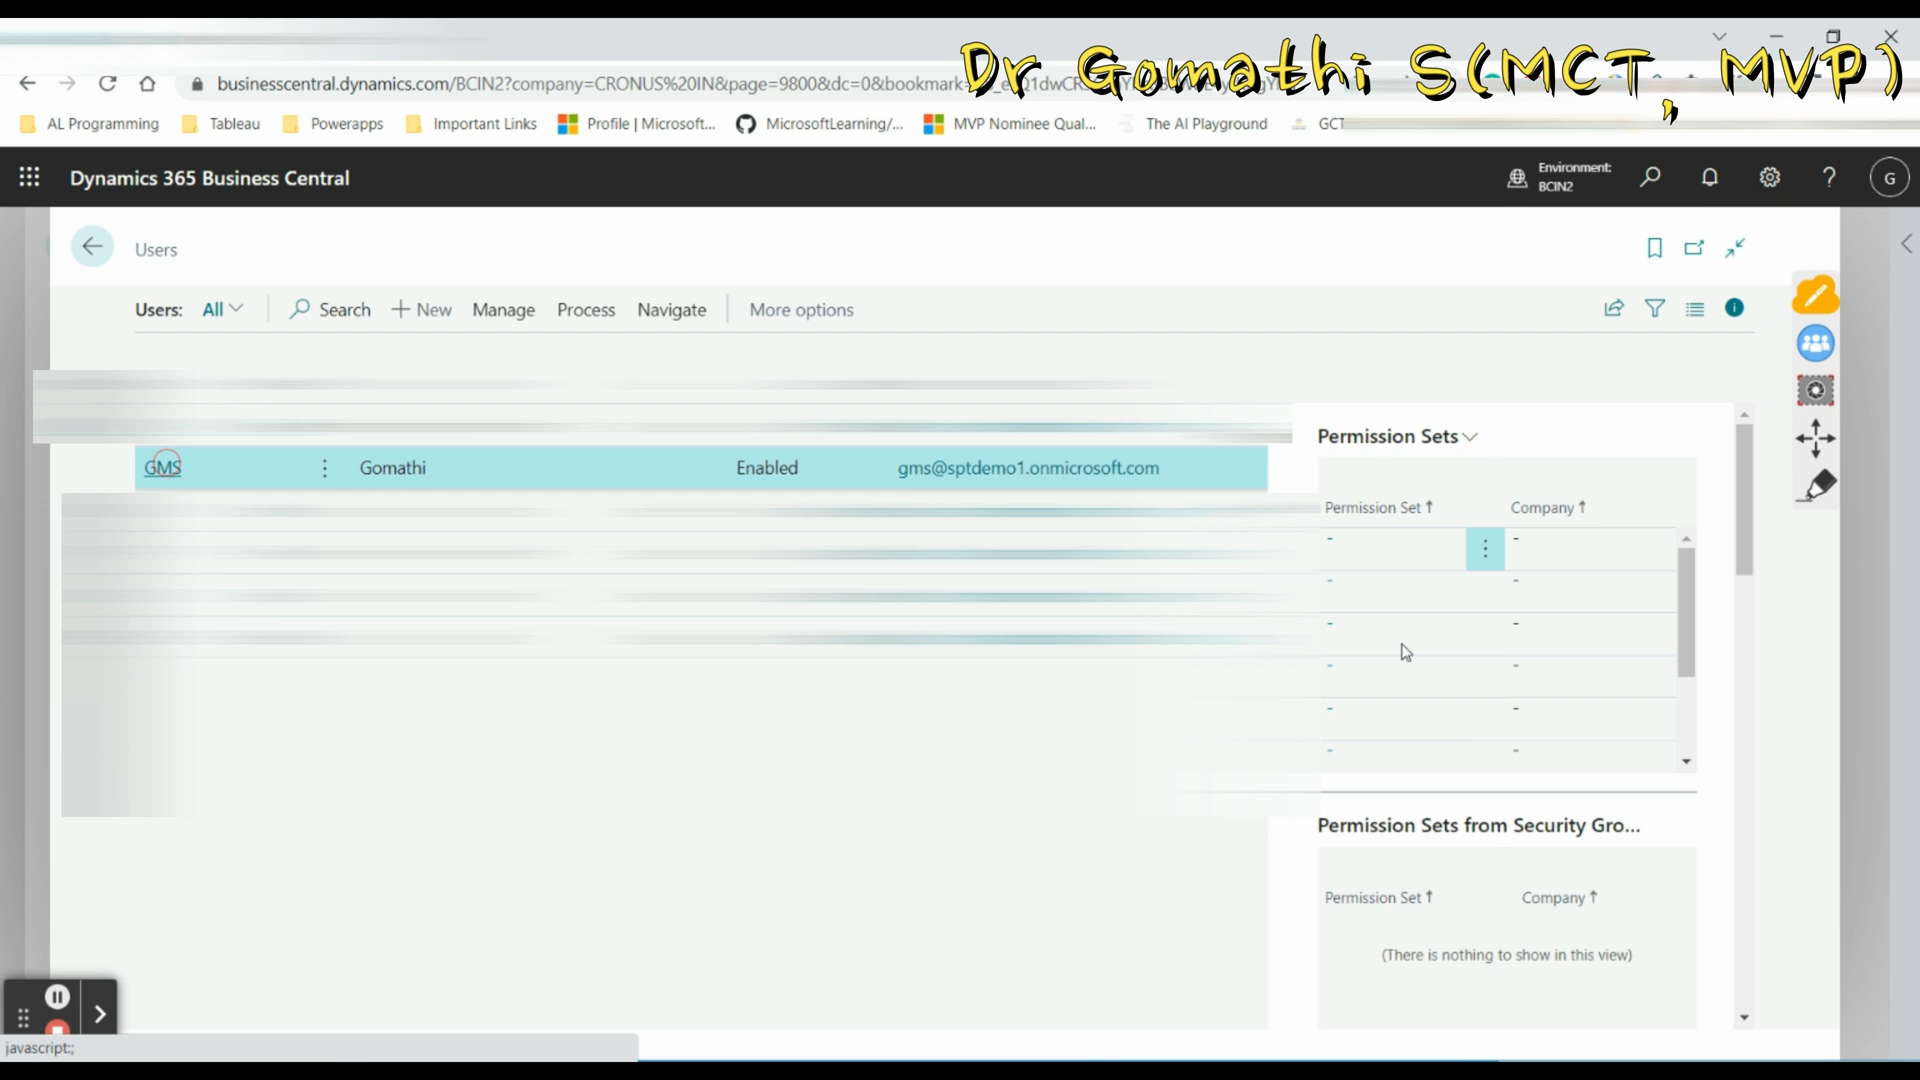 Dr Gomathi S(MCT, MVP)
businesscentral.dynamics.com/BCIN2?company=CRONUS%20IN&page=9800&dc=0&bookmark=
AL Programming Tableau Powerapps Important Links Profile | Microsoft... MicrosoftLearning/... MVP Nominee Qual... The AI Playground GCT
Dynamics 365 Business Central
Environment:
BCIN2
? G
Users
Users: All Search + New Manage Process Navigate More options
GMS Gomathi Enabled gms@sptdemo1.onmicrosoft.com
Permission Sets
Permission Set ↑ Company ↑
- -
- -
- -
- -
- -
- -
Permission Sets from Security Gro...
Permission Set ↑ Company ↑
(There is nothing to show in this view)
javascript:;